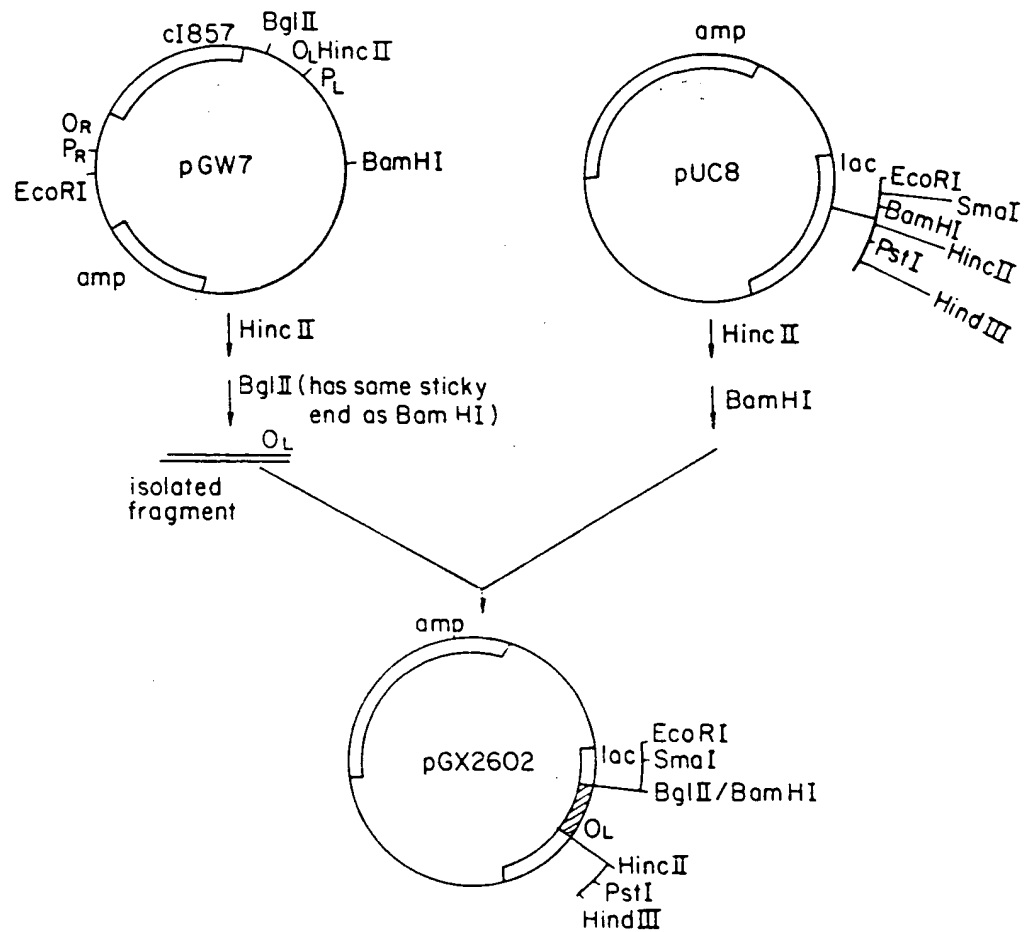 cI857
BglII
OL HincII
PL
OR
PR
EcoRI
pGW7
BamHI
amp
amp
pUC8
lac
EcoRI
SmaI
BamHI
HincII
PstI
HindIII
HincII
BglII (has same sticky
end as Bam HI)
OL
isolated
fragment
HincII
BamHI
amp
pGX2602
lac
EcoRI
SmaI
BglII/BamHI
OL
HincII
PstI
HindIII